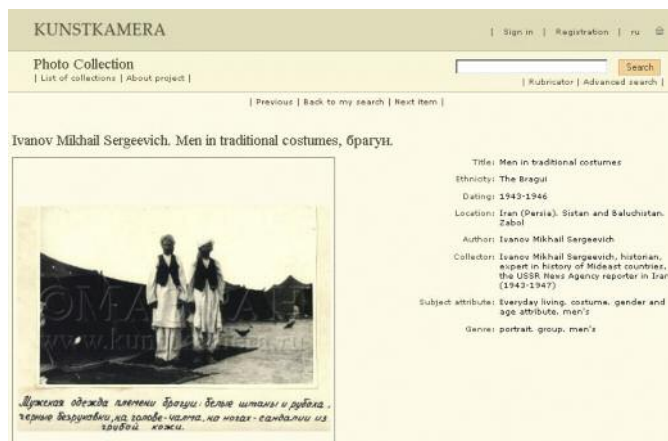 KUNSTKAMERA
| Sign in | Registration | ru
Photo Collection
| List of collections | About project |
Search
| Rubricator | Advanced search |
| Previous | Back to my search | Next item |
Ivanov Mikhail Sergeevich. Men in traditional costumes, брагун.
Title: Men in traditional costumes
Ethnicity: The Bragui
Dating: 1943-1946
Location: Iran (Persia). Sistan and Baluchistan.
Zabol
Author: Ivanov Mikhail Sergeevich
Collector: Ivanov Mikhail Sergeevich, historian,
expert in history of Mideast countries,
the USSR News Agency reporter in Iran
(1943-1947)
Subject attribute: Everyday living. costume. gender and
age attribute. men's
Genre: portrait. group. men's
©МАЭ РАН
www.kunstkamera.ru
Мужская одежда племени брагуи: белые штаны и рубаха,
черные безрукавки, на голове-чалма, на ногах-сандалии из
грубой кожи.